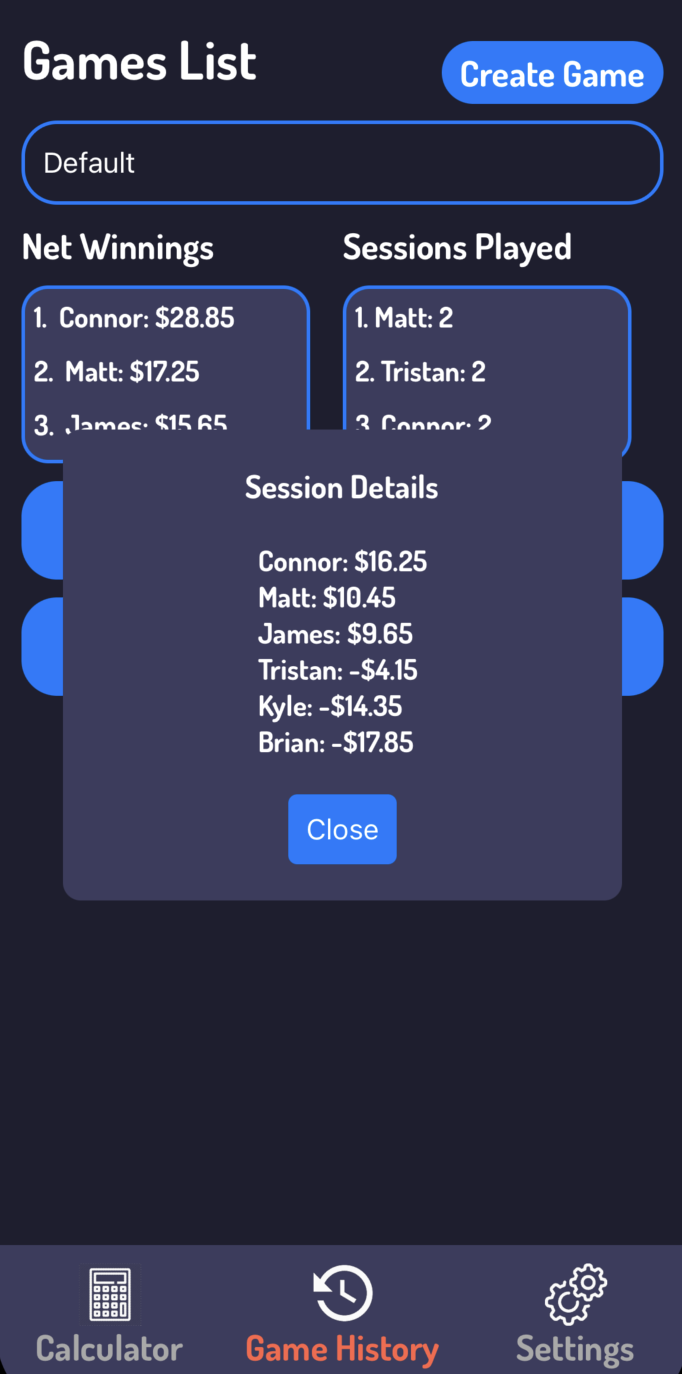 Games List
Create Game
Default
Net Winnings
Sessions Played
1. Connor: $28.85
2. Matt: $17.25
3. James: $15.65
1. Matt: 2
2. Tristan: 2
3. Connor: 2
Session Details
Connor: $16.25
Matt: $10.45
James: $9.65
Tristan: -$4.15
Kyle: -$14.35
Brian: -$17.85
Close
Calculator
Game History
Settings